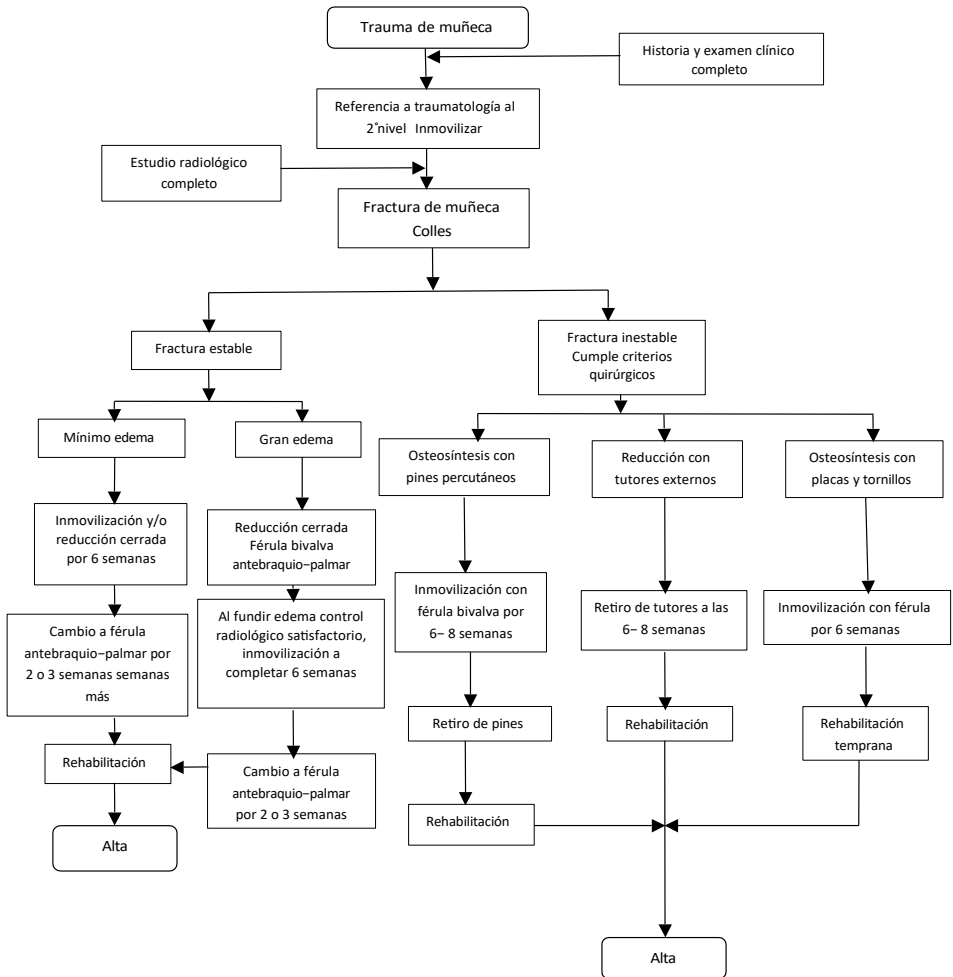 Trauma de muñeca
Historia y examen clínico
completo
Referencia a traumatología al
2°nivel Inmovilizar
Estudio radiológico
completo
Fractura de muñeca
Colles
Fractura estable
Fractura inestable
Cumple criterios
quirúrgicos
Mínimo edema
Gran edema
Osteosíntesis con
pines percutáneos
Reducción con
tutores externos
Osteosíntesis con
placas y tornillos
Inmovilización y/o
reducción cerrada
por 6 semanas
Reducción cerrada
Férula bivalva
antebraquio-palmar
Inmovilización con
férula bivalva por
6– 8 semanas
Retiro de tutores a las
6– 8 semanas
Inmovilización con férula
por 6 semanas
Cambio a férula
antebraquio-palmar por
2 o 3 semanas semanas
más
Al fundir edema control
radiológico satisfactorio,
inmovilización a
completar 6 semanas
Retiro de pines
Rehabilitación
Rehabilitación
temprana
Rehabilitación
Cambio a férula
antebraquio-palmar
por 2 o 3 semanas
Rehabilitación
Alta
Alta